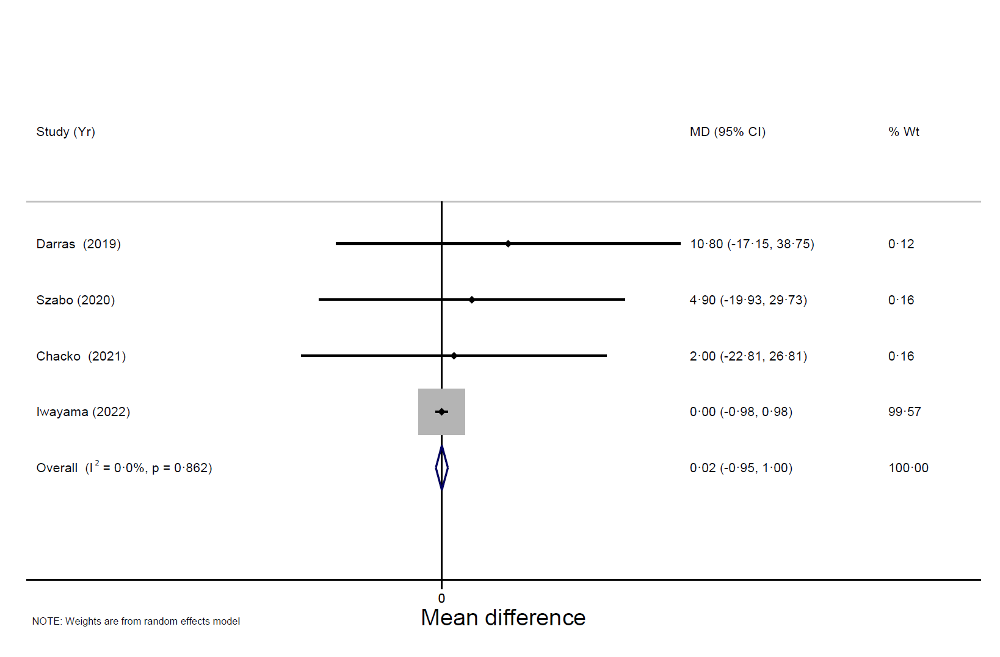 Study (Yr) MD (95% CI) % Wt
Darras (2019) 10·80 (-17·15, 38·75) 0·12
Szabo (2020) 4·90 (-19·93, 29·73) 0·16
Chacko (2021) 2·00 (-22·81, 26·81) 0·16
Iwayama (2022) 0·00 (-0·98, 0·98) 99·57
Overall (I² = 0·0%, p = 0·862) 0·02 (-0·95, 1·00) 100·00
0
Mean difference
NOTE: Weights are from random effects model